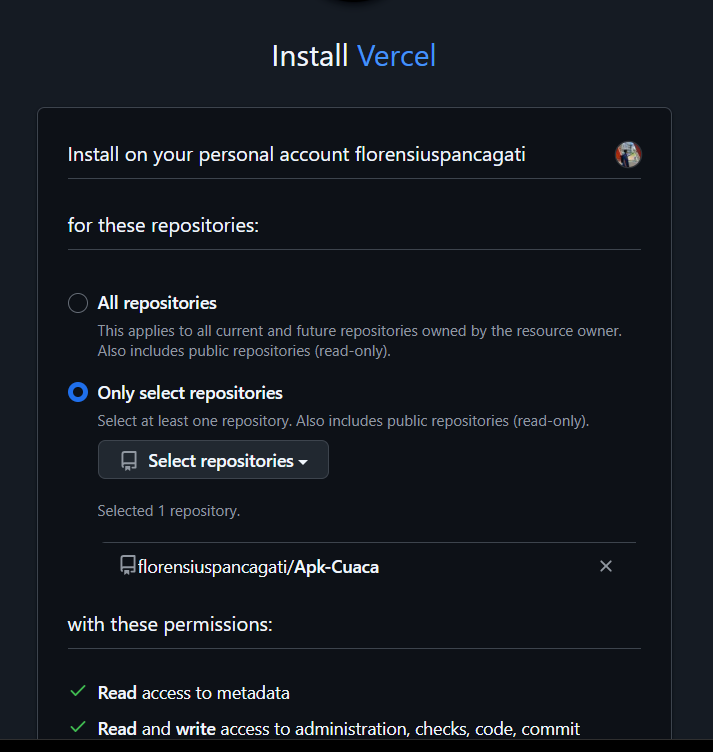 Install Vercel
Install on your personal account florensiuspancagati
for these repositories:
All repositories
This applies to all current and future repositories owned by the resource owner.
Also includes public repositories (read-only).
Only select repositories
Select at least one repository. Also includes public repositories (read-only).
Select repositories
Selected 1 repository.
florensiuspancagati/Apk-Cuaca
with these permissions:
Read access to metadata
Read and write access to administration, checks, code, commit